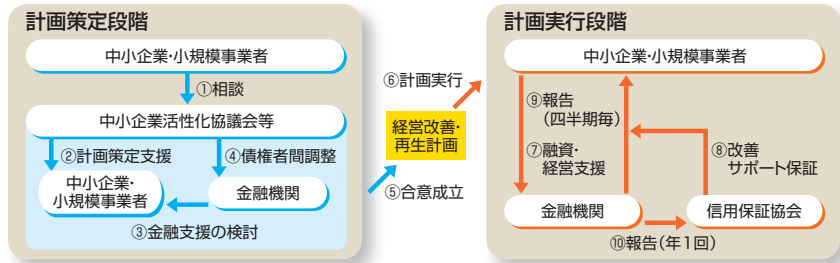 計画策定段階
中小企業・小規模事業者
①相談
中小企業活性化協議会等
②計画策定支援
④債権者間調整
中小企業・
小規模事業者
金融機関
③金融支援の検討
⑥計画実行
経営改善・
再生計画
⑤合意成立
計画実行段階
中小企業・小規模事業者
⑨報告
(四半期毎)
⑦融資・
経営支援
⑧改善
サポート保証
金融機関
信用保証協会
⑩報告(年1回)